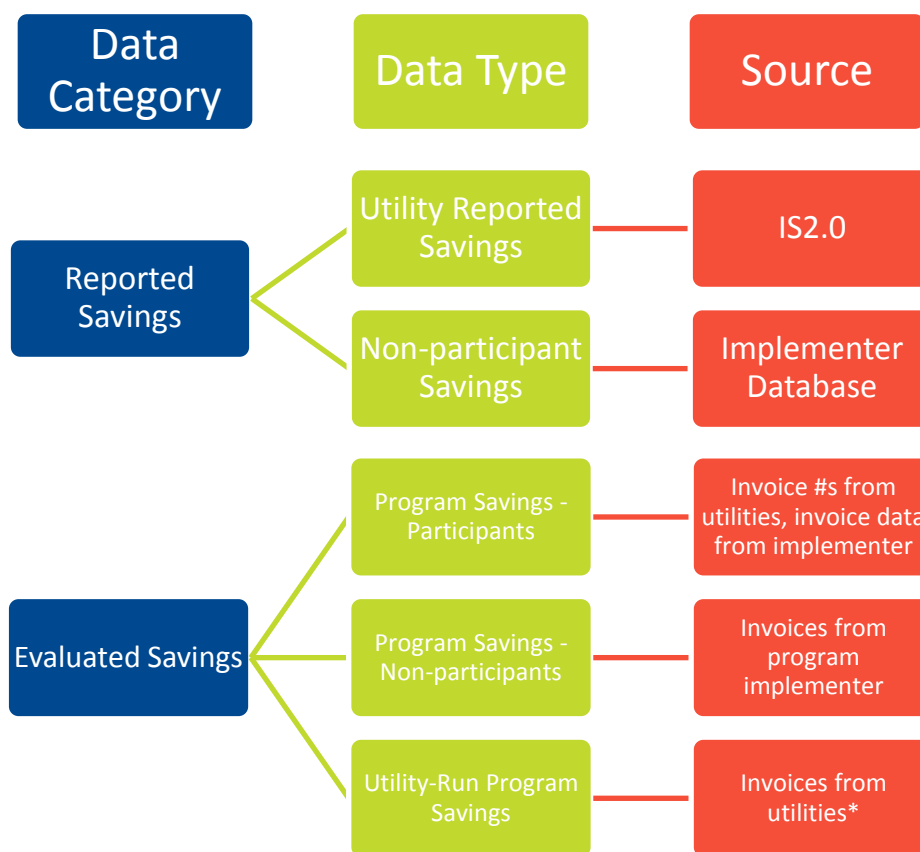 Data
Category
Data Type
Source
Reported
Savings
Utility Reported
Savings
IS2.0
Non-participant
Savings
Implementer
Database
Evaluated Savings
Program Savings -
Participants
Invoice #s from
utilities, invoice data
from implementer
Program Savings -
Non-participants
Invoices from
program
implementer
Utility-Run Program
Savings
Invoices from
utilities*